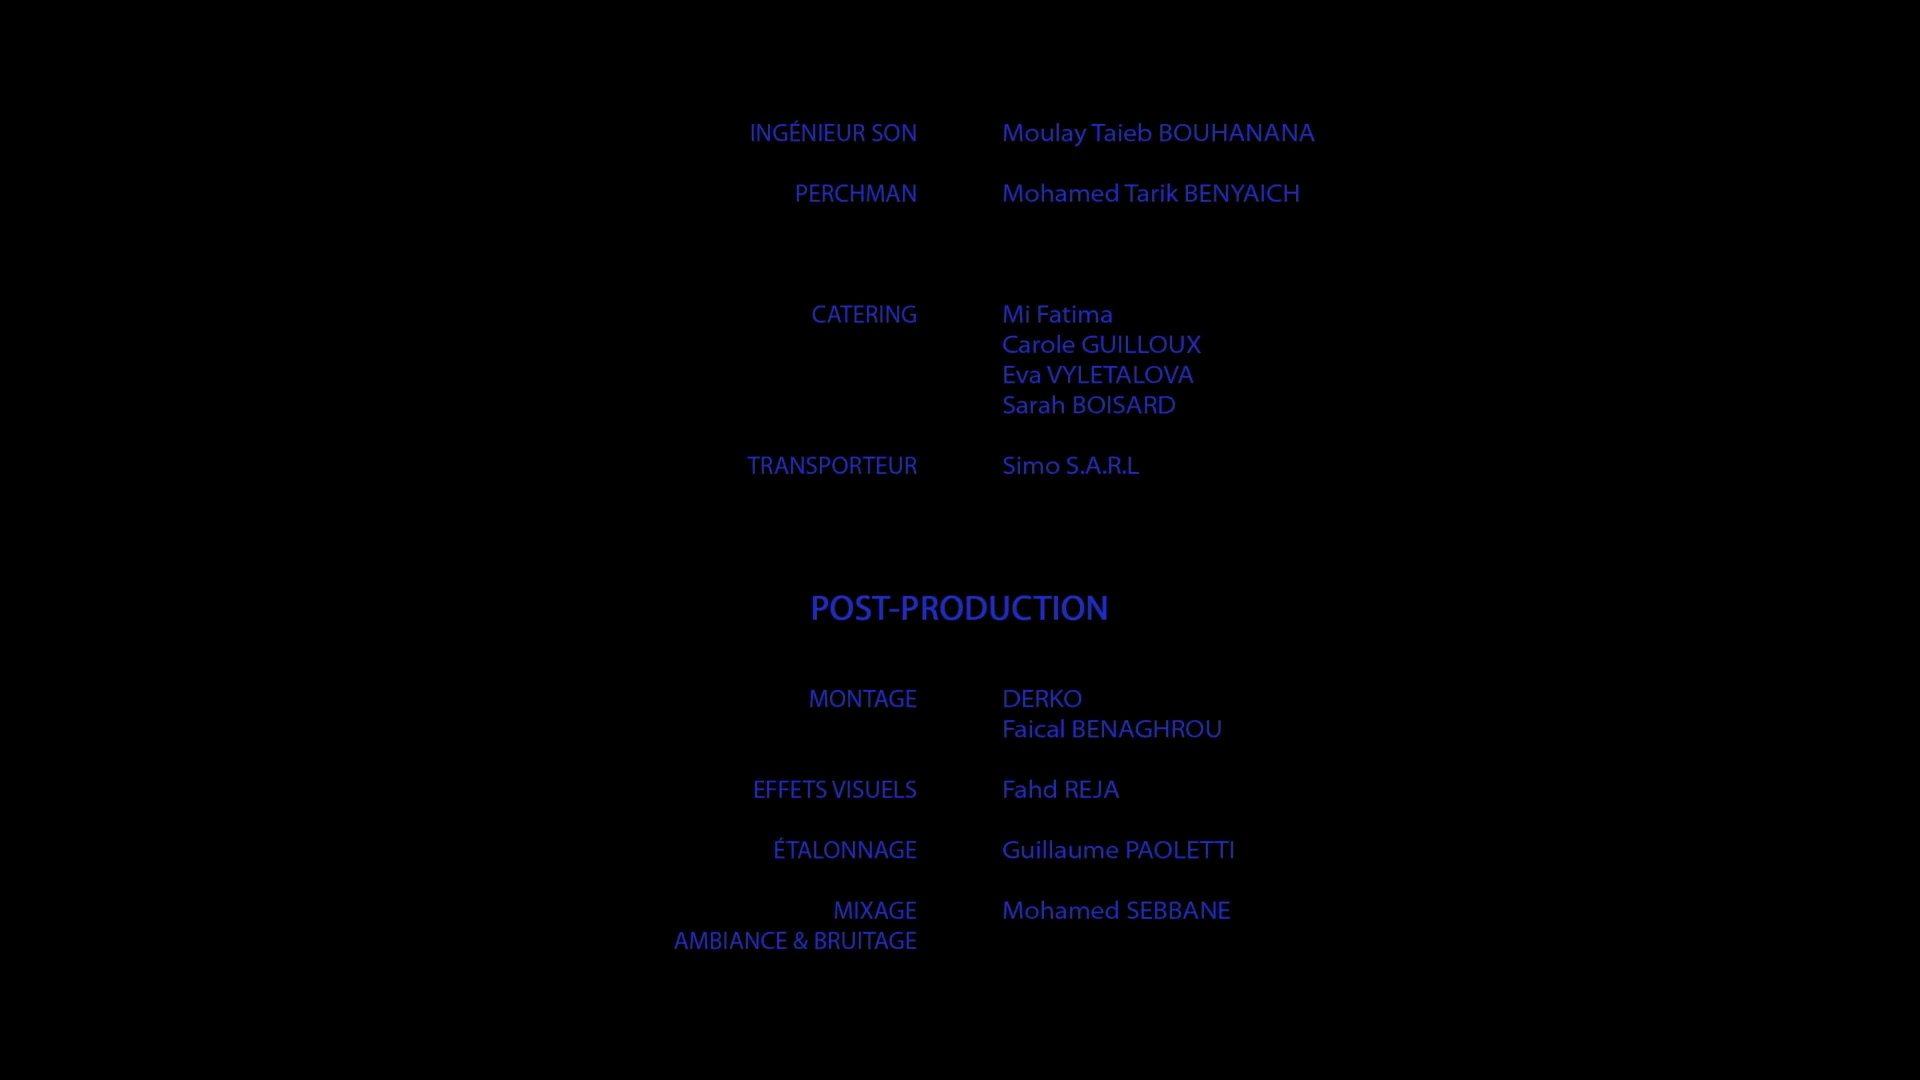 INGÉNIEUR SON Moulay Taieb BOUHANANA
PERCHMAN Mohamed Tarik BENYAICH
CATERING Mi Fatima
Carole GUILLOUX
Eva VYLETALOVA
Sarah BOISARD
TRANSPORTEUR Simo S.A.R.L
POST-PRODUCTION
MONTAGE DERKO
Faical BENAGHROU
EFFETS VISUELS Fahd REJA
ÉTALONNAGE Guillaume PAOLETTI
MIXAGE Mohamed SEBBANE
AMBIANCE & BRUITAGE